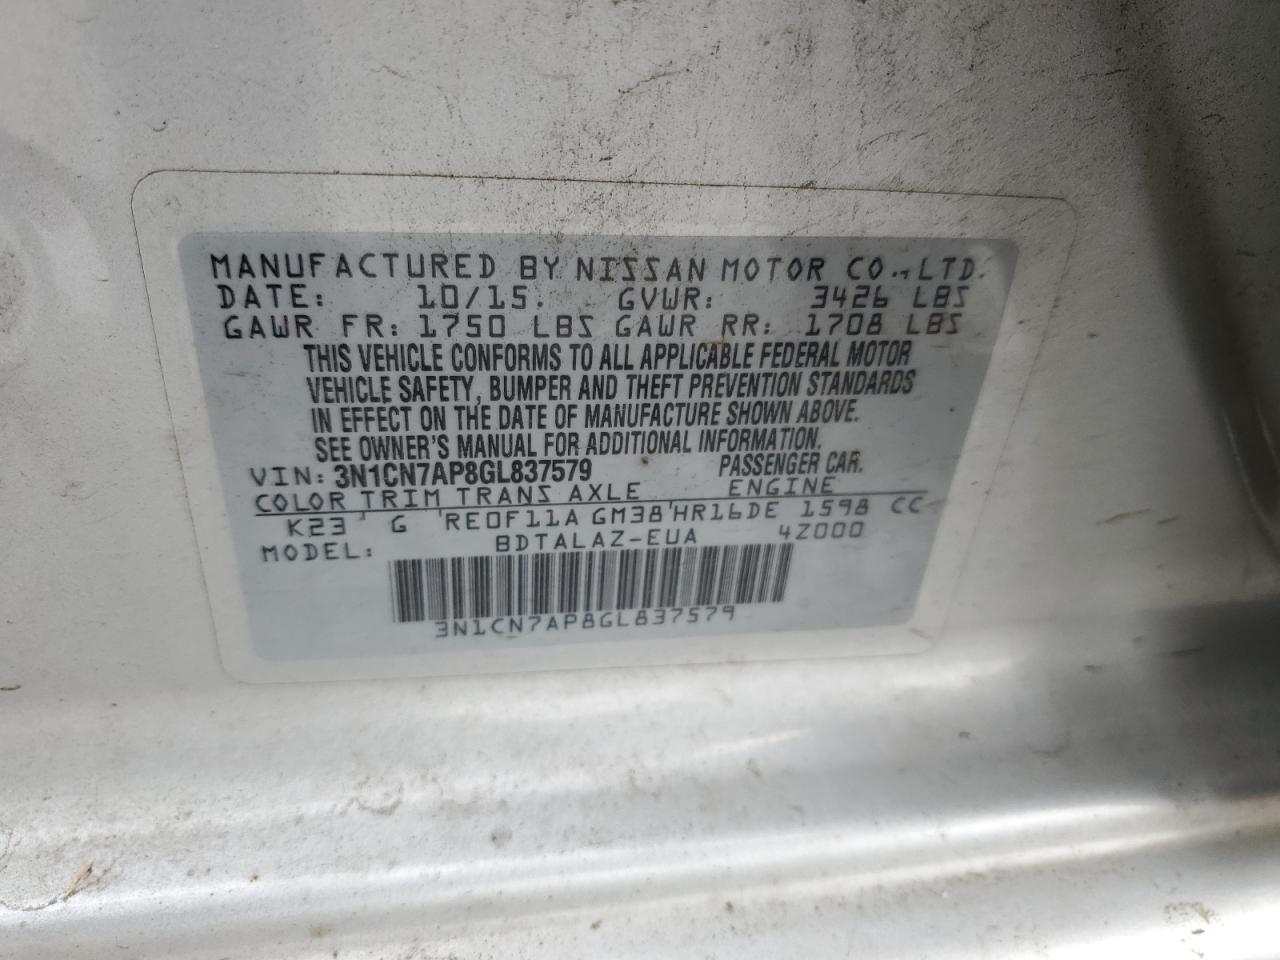 MANUFACTURED BY NISSAN MOTOR CO., LTD.
DATE: 10/15. GVWR: 3426 LBS
GAWR FR: 1750 LBS GAWR RR: 1708 LBS
THIS VEHICLE CONFORMS TO ALL APPLICABLE FEDERAL MOTOR
VEHICLE SAFETY, BUMPER AND THEFT PREVENTION STANDARDS
IN EFFECT ON THE DATE OF MANUFACTURE SHOWN ABOVE.
SEE OWNER'S MANUAL FOR ADDITIONAL INFORMATION.
VIN: 3N1CN7AP8GL837579 PASSENGER CAR.
COLOR TRIM TRANS AXLE ENGINE
K23 G RE0F11A GM38 HR16DE 1598 CC
MODEL: BDTALAZ-EUA 4Z000
3N1CN7AP8GL837579